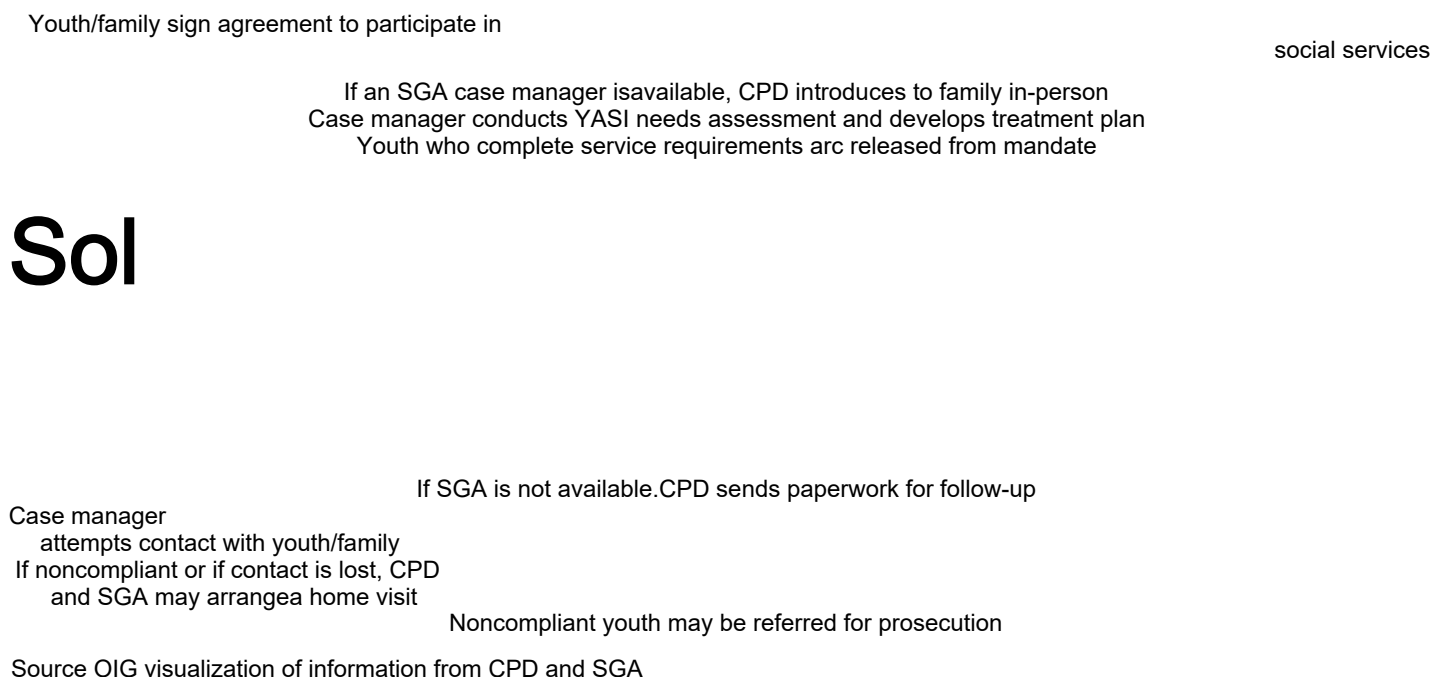 Youth/family sign agreement to participate in
social services
If an SGA case manager isavailable, CPD introduces to family in-person
Case manager conducts YASI needs assessment and develops treatment plan
Youth who complete service requirements arc released from mandate
Sol
If SGA is not available.CPD sends paperwork for follow-up
Case manager
attempts contact with youth/family
If noncompliant or if contact is lost, CPD
and SGA may arrangea home visit
Noncompliant youth may be referred for prosecution
Source OIG visualization of information from CPD and SGA